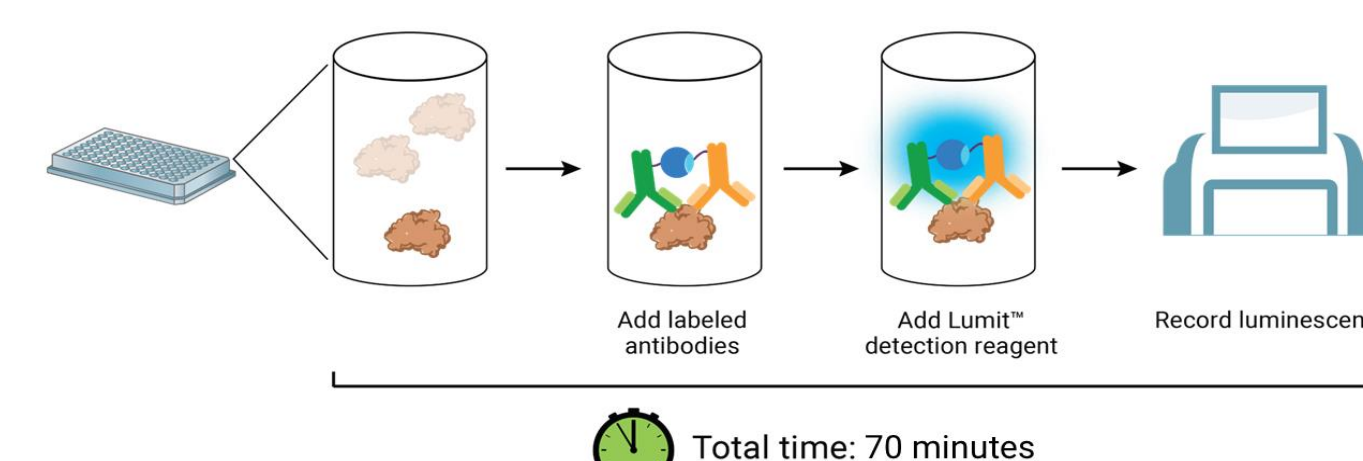 Add labeled
antibodies
Add Lumit™
detection reagent
Record luminescen
Total time: 70 minutes